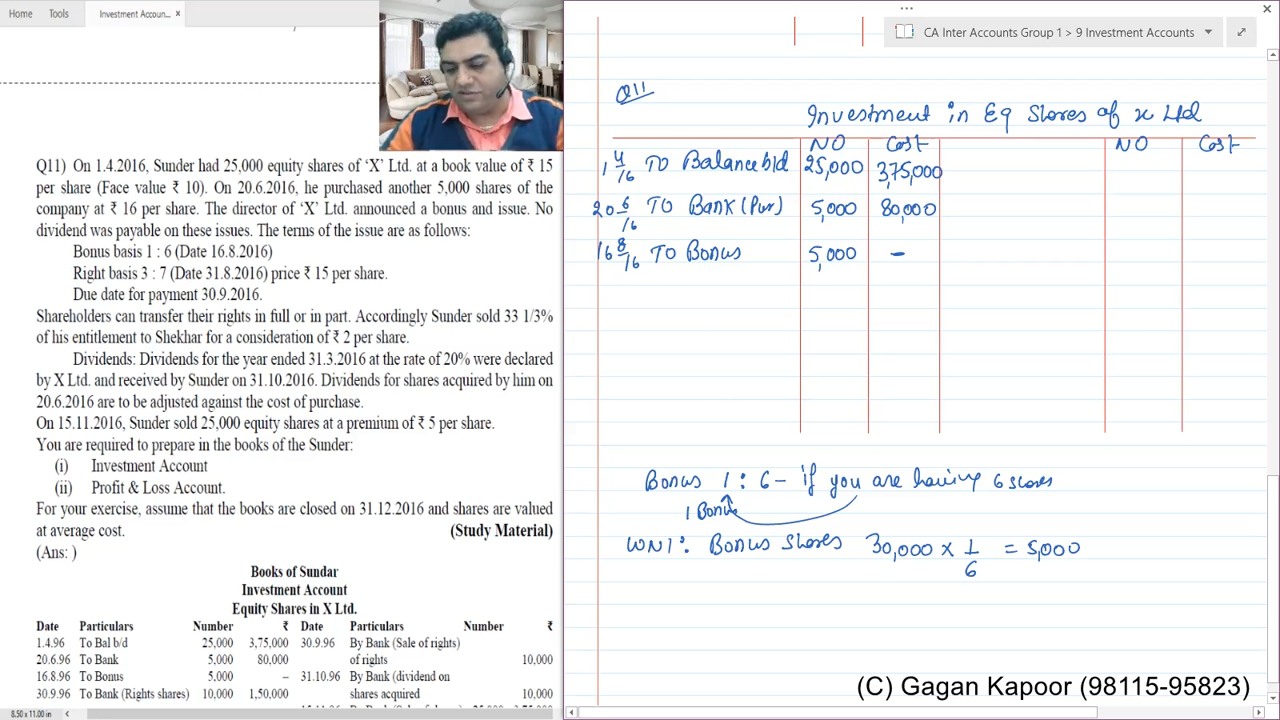 Home Tools Investment Accoun... ×
CA Inter Accounts Group 1 > 9 Investment Accounts
Q11) On 1.4.2016, Sunder had 25,000 equity shares of 'X' Ltd. at a book value of ₹ 15
per share (Face value ₹ 10). On 20.6.2016, he purchased another 5,000 shares of the
company at ₹ 16 per share. The director of 'X' Ltd. announced a bonus and issue. No
dividend was payable on these issues. The terms of the issue are as follows:
Bonus basis 1 : 6 (Date 16.8.2016)
Right basis 3 : 7 (Date 31.8.2016) price ₹ 15 per share.
Due date for payment 30.9.2016.
Shareholders can transfer their rights in full or in part. Accordingly Sunder sold 33 1/3%
of his entitlement to Shekhar for a consideration of ₹ 2 per share.
Dividends: Dividends for the year ended 31.3.2016 at the rate of 20% were declared
by X Ltd. and received by Sunder on 31.10.2016. Dividends for shares acquired by him on
20.6.2016 are to be adjusted against the cost of purchase.
On 15.11.2016, Sunder sold 25,000 equity shares at a premium of ₹ 5 per share.
You are required to prepare in the books of the Sunder:
(i) Investment Account
(ii) Profit & Loss Account.
For your exercise, assume that the books are closed on 31.12.2016 and shares are valued
at average cost. (Study Material)
(Ans: )
Books of Sundar
Investment Account
Equity Shares in X Ltd.
Date Particulars Number ₹ Date Particulars Number ₹
1.4.96 To Bal b/d 25,000 3,75,000 30.9.96 By Bank (Sale of rights)
20.6.96 To Bank 5,000 80,000 of rights) 10,000
16.8.96 To Bonus 5,000 – 31.10.96 By Bank (dividend on
30.9.96 To Bank (Rights shares) 10,000 1,50,000 shares acquired 10,000
8.50 x 11.00 in
Q11
Investment in Eq Shares of x Ltd
NO Cost NO Cost
1 4/16 TO Balance b/d 25,000 3,75,000
20 6/16 TO Bank (Pur) 5,000 80,000
16 8/16 TO Bonus 5,000 -
Bonus 1 : 6 - if you are having 6 shares
1 Bonus
WN1: Bonus Shares 30,000 × 1/6 = 5,000
(C) Gagan Kapoor (98115-95823)